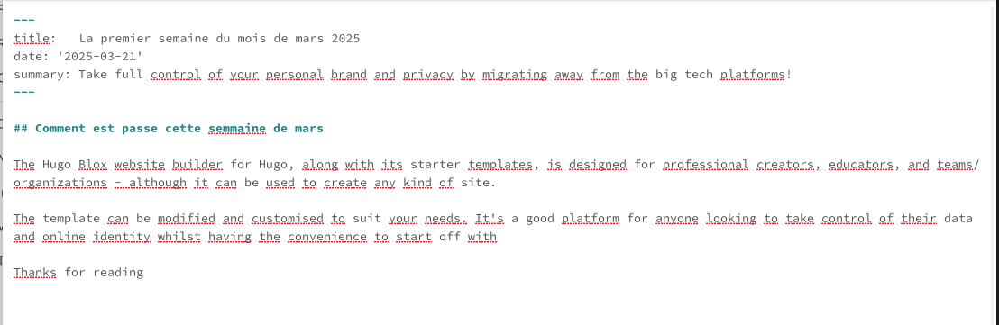 ---
title:   La premier semaine du mois de mars 2025
date: '2025-03-21'
summary: Take full control of your personal brand and privacy by migrating away from the big tech platforms!
---
## Comment est passe cette semmaine de mars
The Hugo Blox website builder for Hugo, along with its starter templates, is designed for professional creators, educators, and teams/
organizations - although it can be used to create any kind of site.
The template can be modified and customised to suit your needs. It's a good platform for anyone looking to take control of their data
and online identity whilst having the convenience to start off with
Thanks for reading